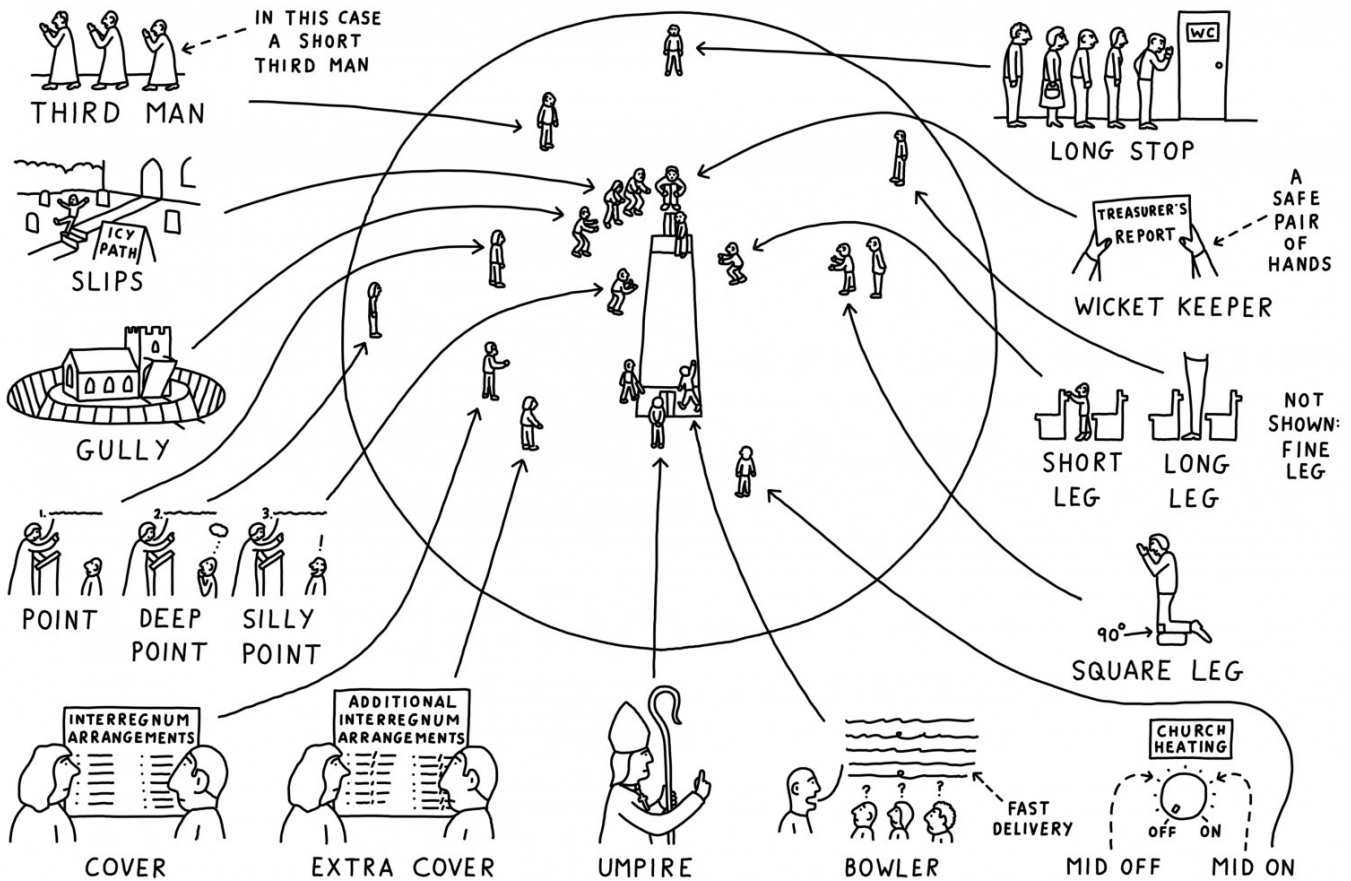 IN THIS CASE
A SHORT
THIRD MAN
THIRD MAN
WC
LONG STOP
ICY
PATH
SLIPS
TREASURER'S
REPORT
A
SAFE
PAIR
OF
HANDS
WICKET KEEPER
GULLY
SHORT
LEG
LONG
LEG
NOT
SHOWN:
FINE
LEG
1.
POINT
2.
DEEP
POINT
3.
!
SILLY
POINT
90°
SQUARE LEG
INTERREGNUM
ARRANGEMENTS
COVER
ADDITIONAL
INTERREGNUM
ARRANGEMENTS
EXTRA COVER
UMPIRE
? ? ?
FAST
DELIVERY
BOWLER
CHURCH
HEATING
OFF ON
MID OFF MID ON